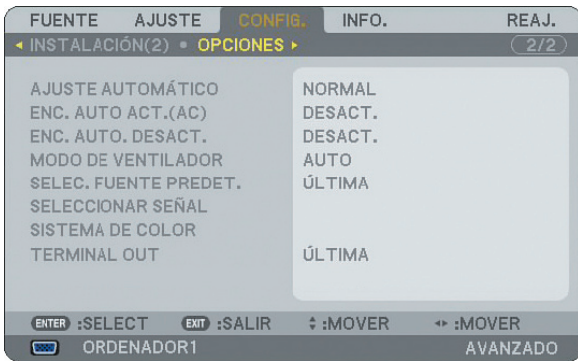 FUENTE AJUSTE CONFIG. INFO. REAJ.
INSTALACIÓN(2) • OPCIONES 2/2
AJUSTE AUTOMÁTICO NORMAL
ENC. AUTO ACT.(AC) DESACT.
ENC. AUTO. DESACT. DESACT.
MODO DE VENTILADOR AUTO
SELEC. FUENTE PREDET. ÚLTIMA
SELECCIONAR SEÑAL
SISTEMA DE COLOR
TERMINAL OUT ÚLTIMA
ENTER :SELECT EXIT :SALIR :MOVER :MOVER
ORDENADOR1 AVANZADO